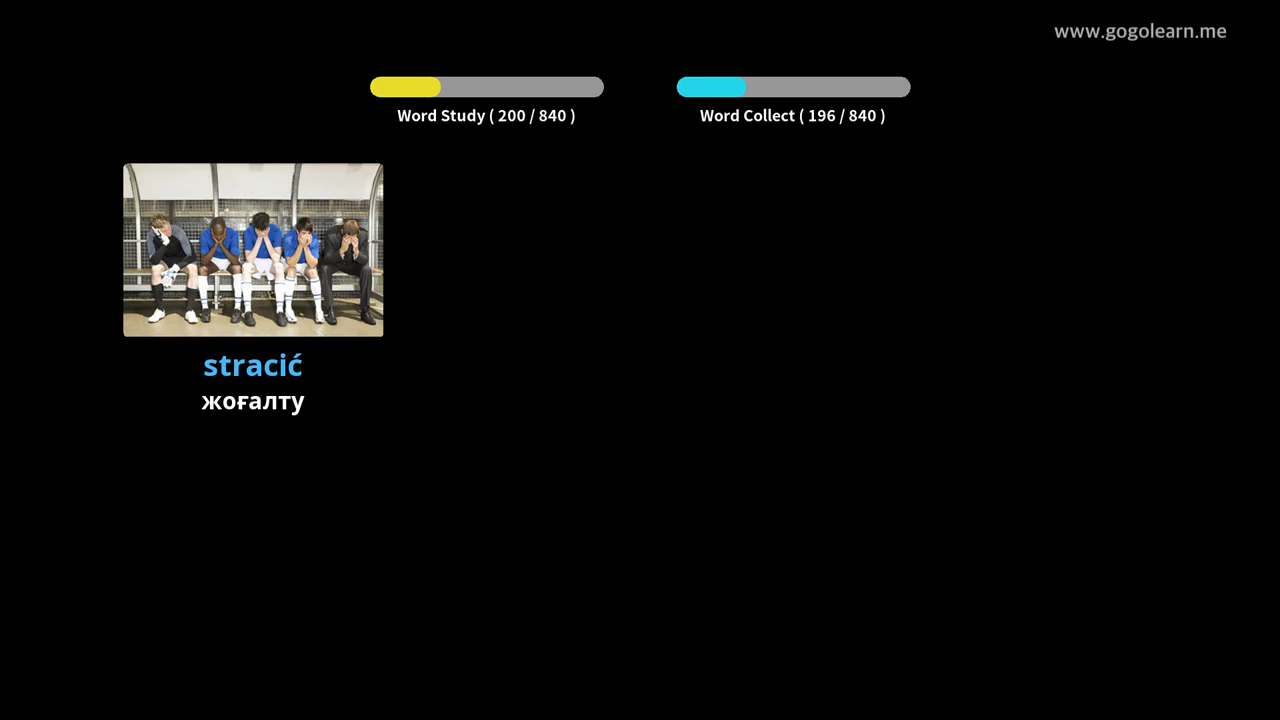 www.gogolearn.me
Word Study ( 200 / 840 )
Word Collect ( 196 / 840 )
stracić
жоғалту